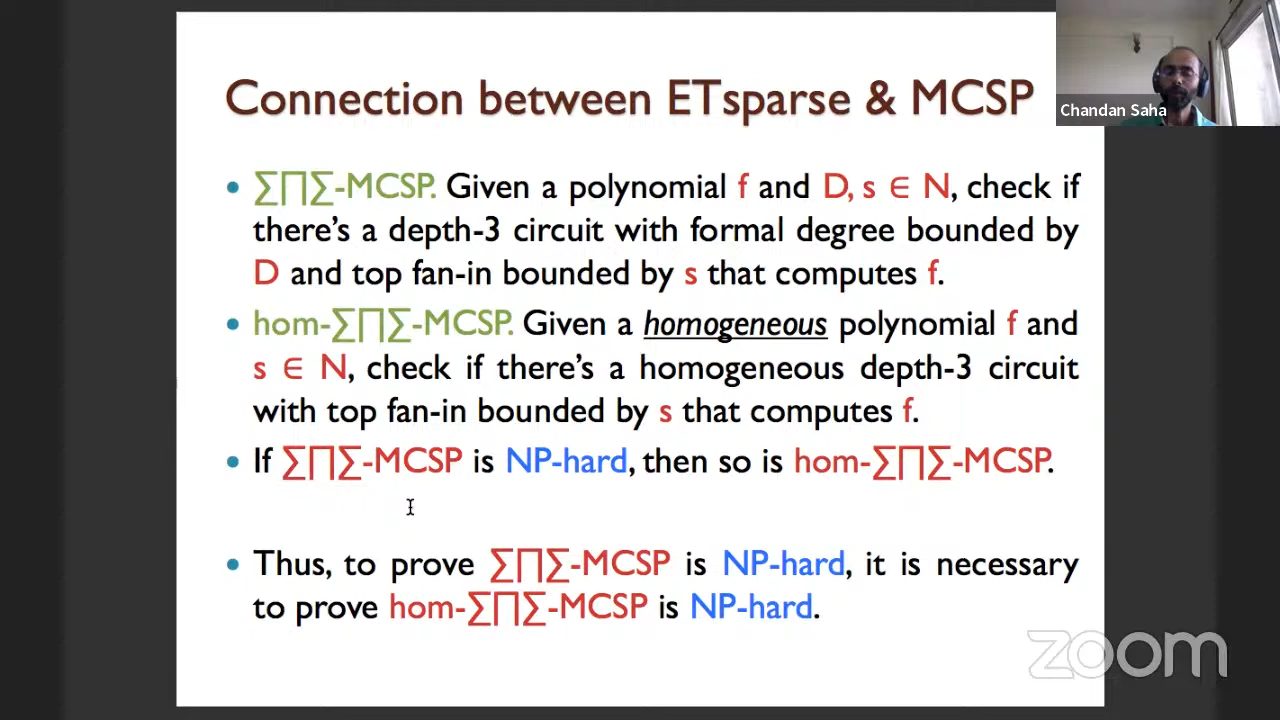 Connection between ETsparse & MCSP
Chandan Saha
• ∑∏∑-MCSP. Given a polynomial f and D, s ∈ N, check if
there’s a depth-3 circuit with formal degree bounded by
D and top fan-in bounded by s that computes f.
• hom-∑∏∑-MCSP. Given a homogeneous polynomial f and
s ∈ N, check if there’s a homogeneous depth-3 circuit
with top fan-in bounded by s that computes f.
• If ∑∏∑-MCSP is NP-hard, then so is hom-∑∏∑-MCSP.
• Thus, to prove ∑∏∑-MCSP is NP-hard, it is necessary
to prove hom-∑∏∑-MCSP is NP-hard.
zoom